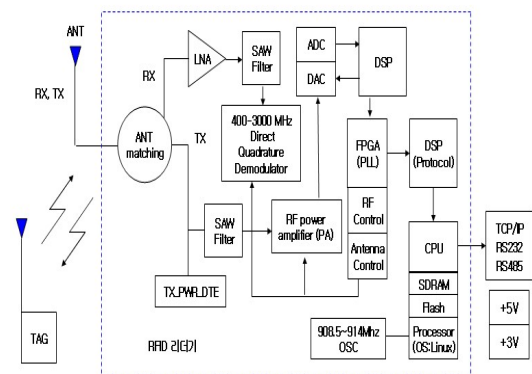 ANT
RX, TX
RX
LNA
SAW
Filter
ADC
DAC
DSP
ANT
matching
TX
400-3000 MHz
Direct
Quadrature
Demodulator
FPGA
(PLL)
DSP
(Protocol)
RF
Control
Antenna
Control
SAW
Filter
RF power
amplifier (PA)
CPU
TCP/IP
RS232
RS485
TX_PWR_DTE
SDRAM
Flash
Processor
(OS:Linux)
908.5~914Mhz
OSC
+5V
+3V
TAG
RFID 리더기